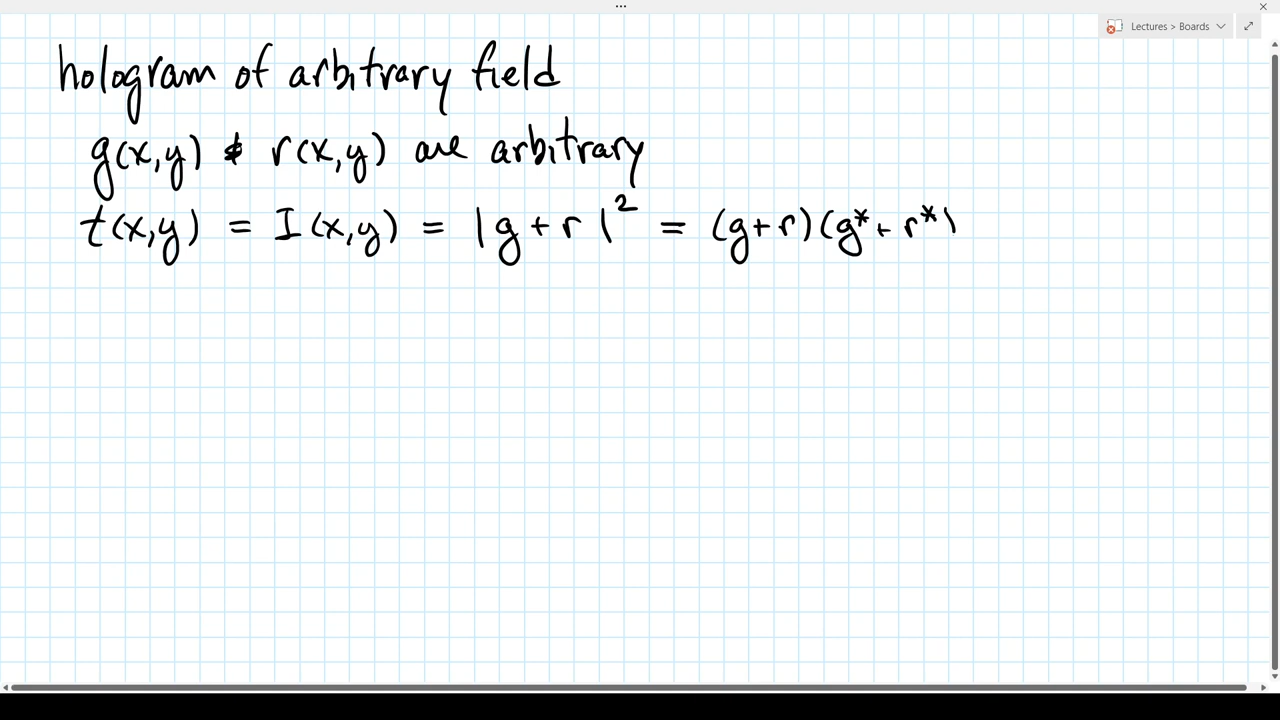 Lectures > Boards
hologram of arbitrary field
g(x,y) & r(x,y) are arbitrary
t(x,y) = I(x,y) = |g + r|² = (g+r)(g*+ r*)